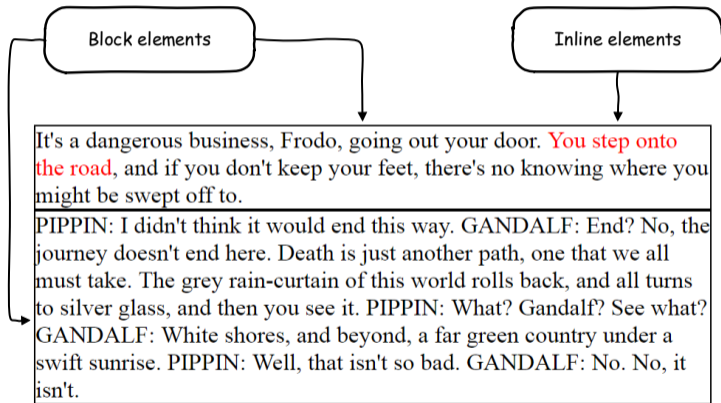 Block elements
Inline elements
It's a dangerous business, Frodo, going out your door. You step onto
the road, and if you don't keep your feet, there's no knowing where you
might be swept off to.
PIPPIN: I didn't think it would end this way. GANDALF: End? No, the
journey doesn't end here. Death is just another path, one that we all
must take. The grey rain-curtain of this world rolls back, and all turns
to silver glass, and then you see it. PIPPIN: What? Gandalf? See what?
GANDALF: White shores, and beyond, a far green country under a
swift sunrise. PIPPIN: Well, that isn't so bad. GANDALF: No. No, it
isn't.